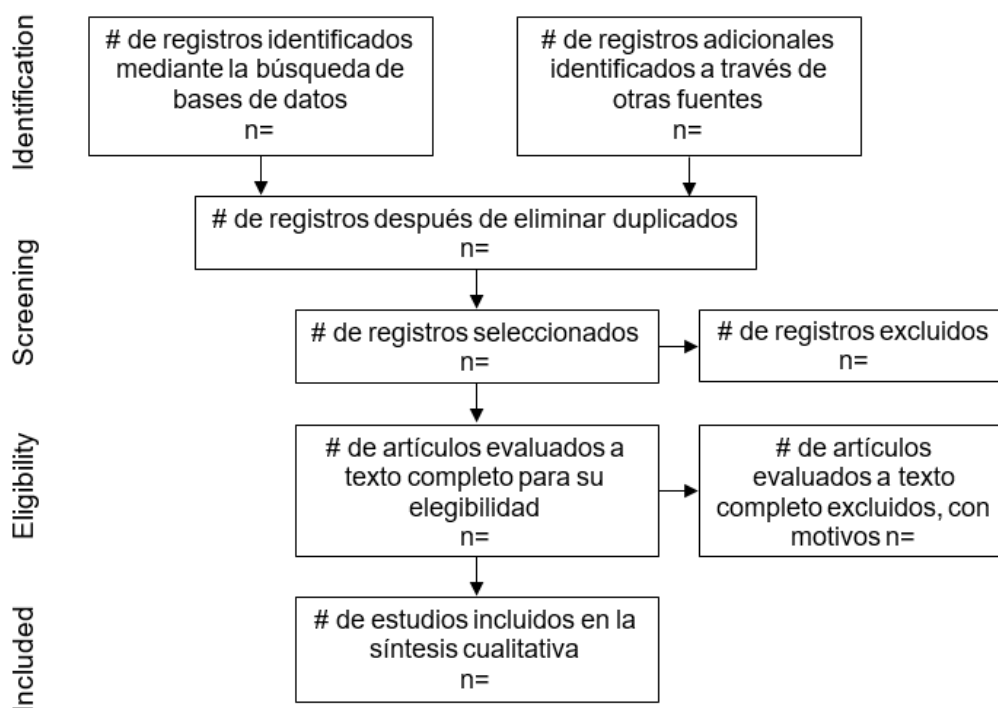 Identification
# de registros identificados
mediante la búsqueda de
bases de datos
n=
# de registros adicionales
identificados a través de
otras fuentes
n=
Screening
# de registros después de eliminar duplicados
n=
# de registros seleccionados
n=
# de registros excluidos
n=
Eligibility
# de artículos evaluados a
texto completo para su
elegibilidad
n=
# de artículos
evaluados a texto
completo excluidos, con
motivos n=
Included
# de estudios incluidos en la
síntesis cualitativa
n=